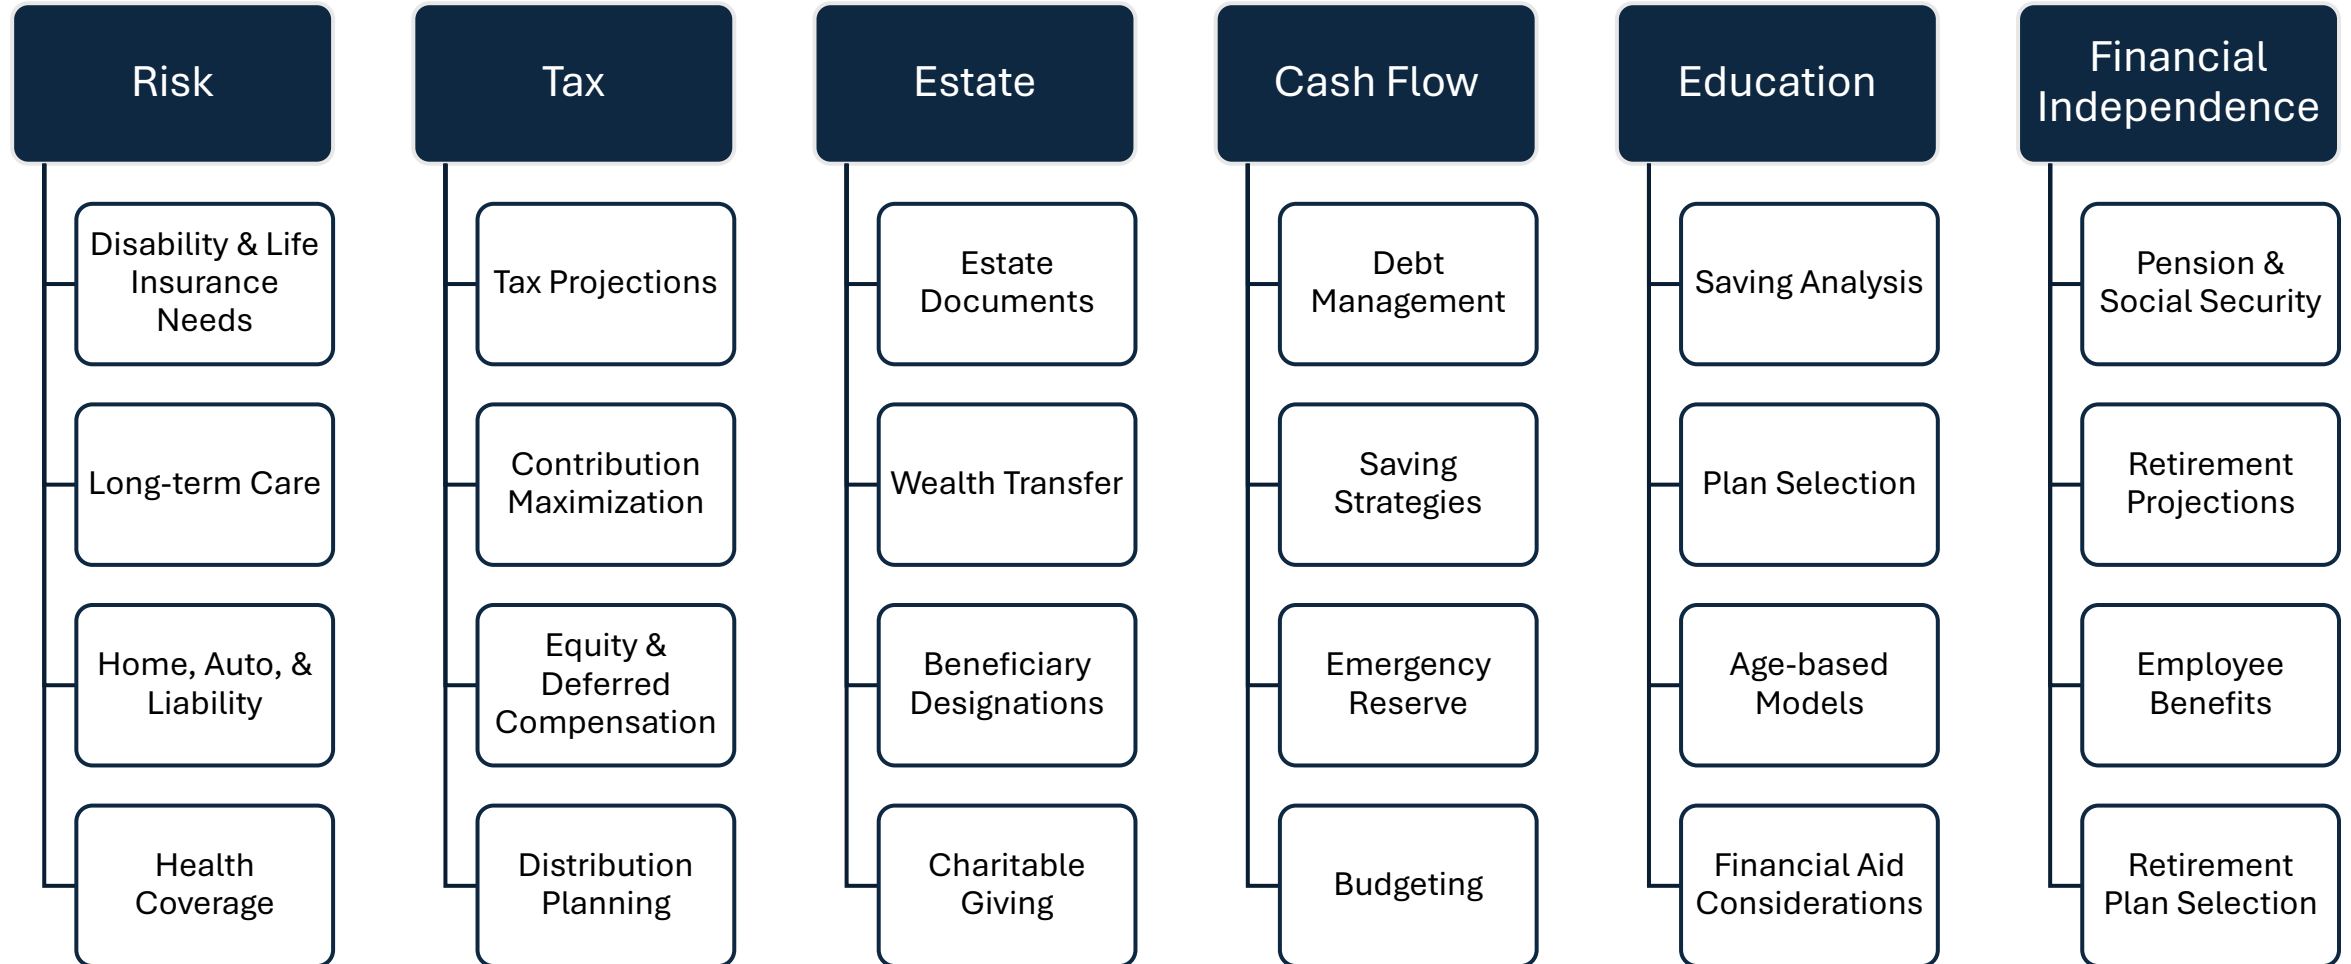 Risk
Disability & Life
Insurance
Needs
Long-term Care
Home, Auto, &
Liability
Health
Coverage
Tax
Tax Projections
Contribution
Maximization
Equity &
Deferred
Compensation
Distribution
Planning
Estate
Estate
Documents
Wealth Transfer
Beneficiary
Designations
Charitable
Giving
Cash Flow
Debt
Management
Saving
Strategies
Emergency
Reserve
Budgeting
Education
Saving Analysis
Plan Selection
Age-based
Models
Financial Aid
Considerations
Financial
Independence
Pension &
Social Security
Retirement
Projections
Employee
Benefits
Retirement
Plan Selection